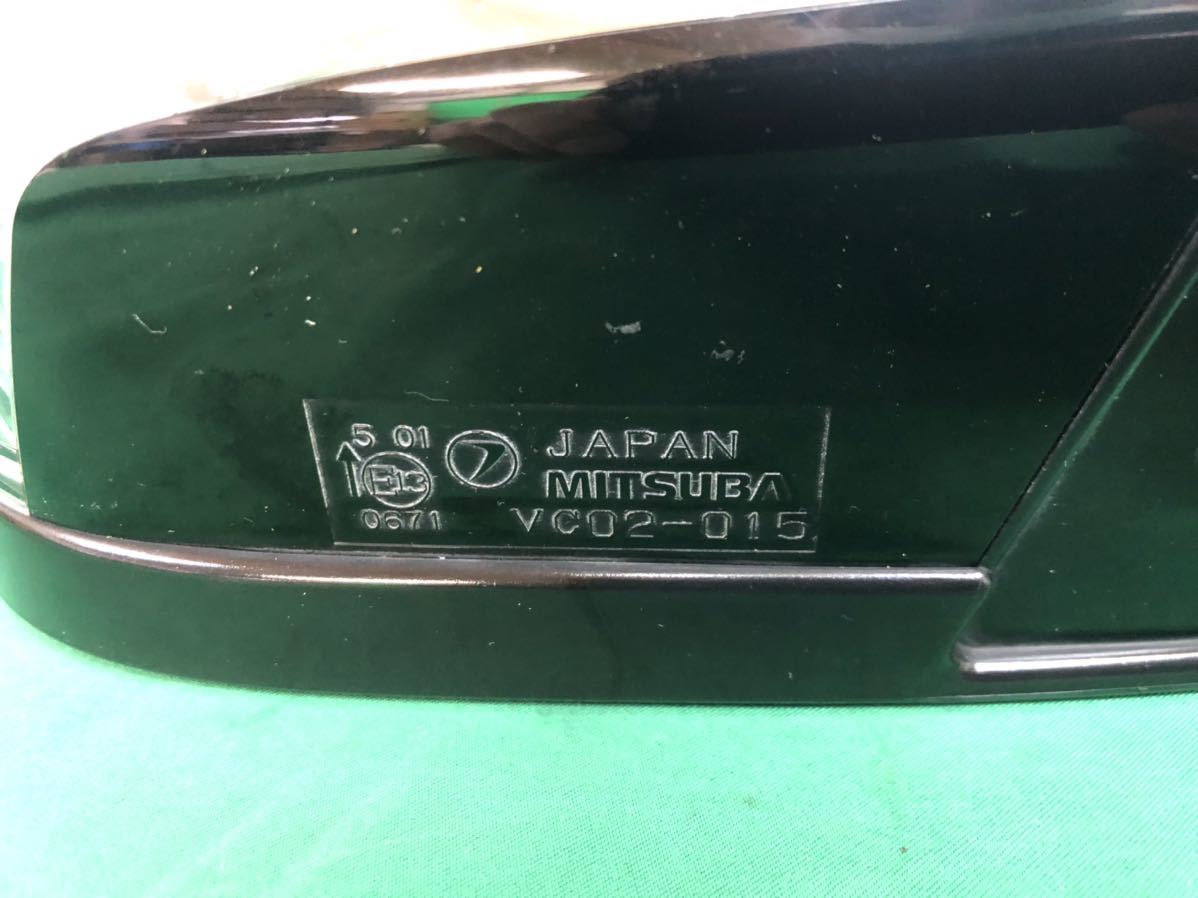 5 01
E13
0671
JAPAN
MITSUBA
VC02-015